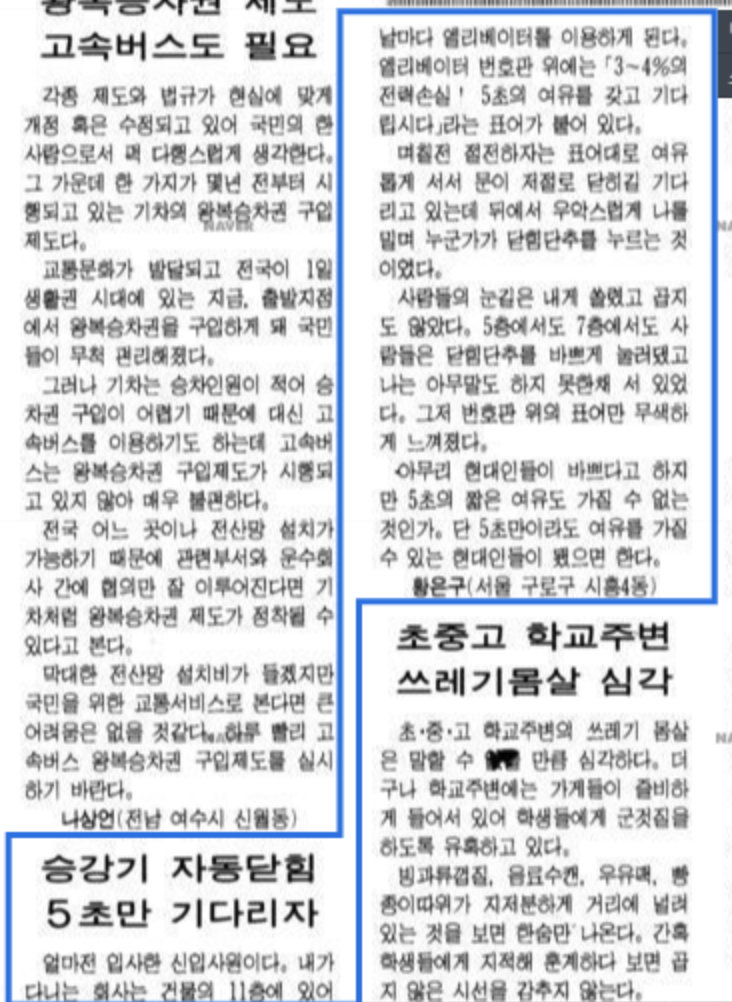 왕복승차권 제도
고속버스도 필요
각종 제도와 법규가 현실에 맞게
개정 혹은 수정되고 있어 국민의 한
사람으로서 퍽 다행스럽게 생각한다.
그 가운데 한 가지가 몇년 전부터 시
행되고 있는 기차의 왕복승차권 구입
제도다.
교통문화가 발달되고 전국이 1일
생활권 시대에 있는 지금, 출발지점
에서 왕복승차권을 구입하게 돼 국민
들이 무척 편리해졌다.
그러나 기차는 승차인원이 적어 승
차권 구입이 어렵기 때문에 대신 고
속버스를 이용하기도 하는데 고속버
스는 왕복승차권 구입제도가 시행되
고 있지 않아 매우 불편하다.
전국 어느 곳이나 전산망 설치가
가능하기 때문에 관련부서와 운수회
사 간에 협의만 잘 이루어진다면 기
차처럼 왕복승차권 제도가 정착될 수
있다고 본다.
막대한 전산망 설치비가 들겠지만
국민을 위한 교통서비스로 본다면 큰
어려움은 없을 것같다. 하루 빨리 고
속버스 왕복승차권 구입제도를 실시
하기 바란다.
나상언(전남 여수시 신월동)
승강기 자동닫힘
5초만 기다리자
얼마전 입사한 신입사원이다. 내가
다니는 회사는 건물의 11층에 있어
날마다 엘리베이터를 이용하게 된다.
엘리베이터 번호판 위에는 「3~4%의
전력손실! 5초의 여유를 갖고 기다
립시다」라는 표어가 붙어 있다.
며칠전 절전하자는 표어대로 여유
롭게 서서 문이 저절로 닫히길 기다
리고 있는데 뒤에서 우악스럽게 나를
밀며 누군가가 닫힘단추를 누르는 것
이었다.
사람들의 눈길은 내게 쏠렸고 곱지
도 않았다. 5층에서도 7층에서도 사
람들은 닫힘단추를 바쁘게 눌러댔고
나는 아무말도 하지 못한채 서 있었
다. 그저 번호판 위의 표어만 무색하
게 느껴졌다.
아무리 현대인들이 바쁘다고 하지
만 5초의 짧은 여유도 가질 수 없는
것인가. 단 5초만이라도 여유를 가질
수 있는 현대인들이 됐으면 한다.
황은구(서울 구로구 시흥4동)
초중고 학교주변
쓰레기몸살 심각
초·중·고 학교주변의 쓰레기 몸살
은 말할 수 만큼 심각하다. 더
구나 학교주변에는 가게들이 즐비하
게 들어서 있어 학생들에게 군것질을
하도록 유혹하고 있다.
빙과류껍질, 음료수캔, 우유팩, 빵
종이따위가 지저분하게 거리에 널려
있는 것을 보면 한숨만 나온다. 간혹
학생들에게 지적해 훈계하다 보면 곱
지 않은 시선을 감추지 않는다.
NAVER